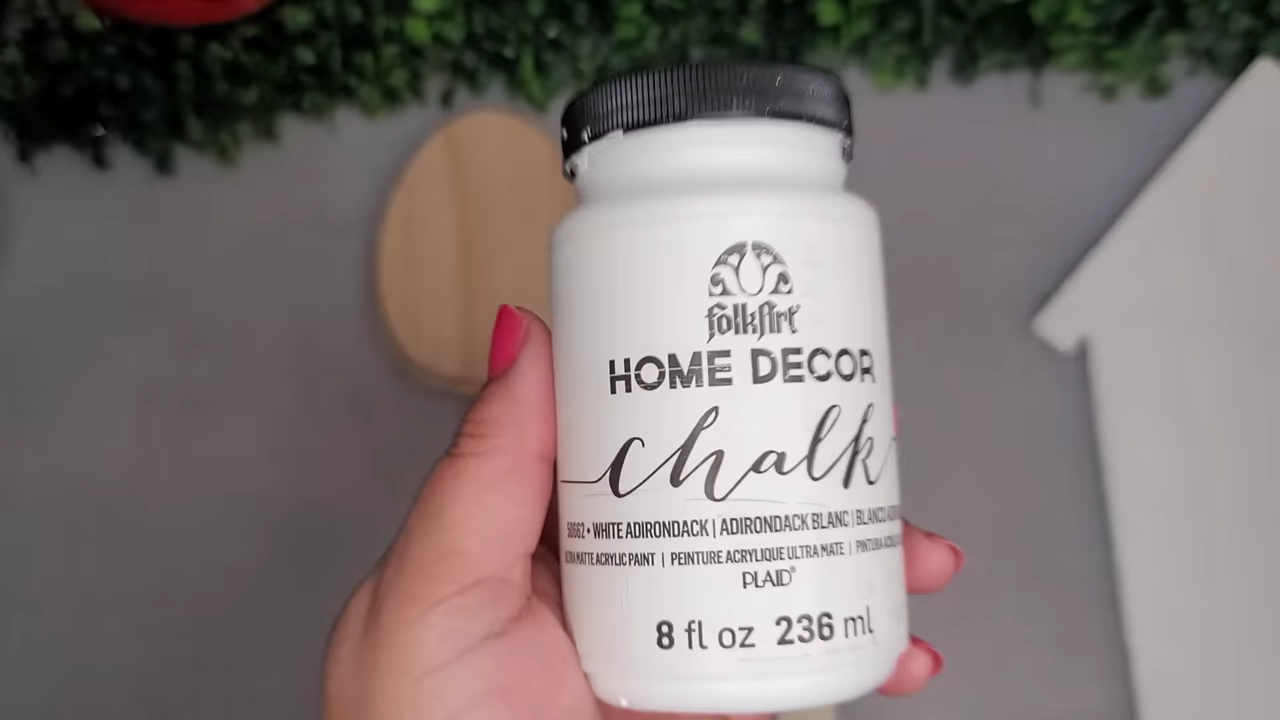 folkArt
HOME DECOR
chalk
50662 • WHITE ADIRONDACK | ADIRONDACK BLANC | BLANCO
ULTRA MATTE ACRYLIC PAINT | PEINTURE ACRYLIQUE ULTRA MATE | PINTURA
PLAID®
8 fl oz 236 ml